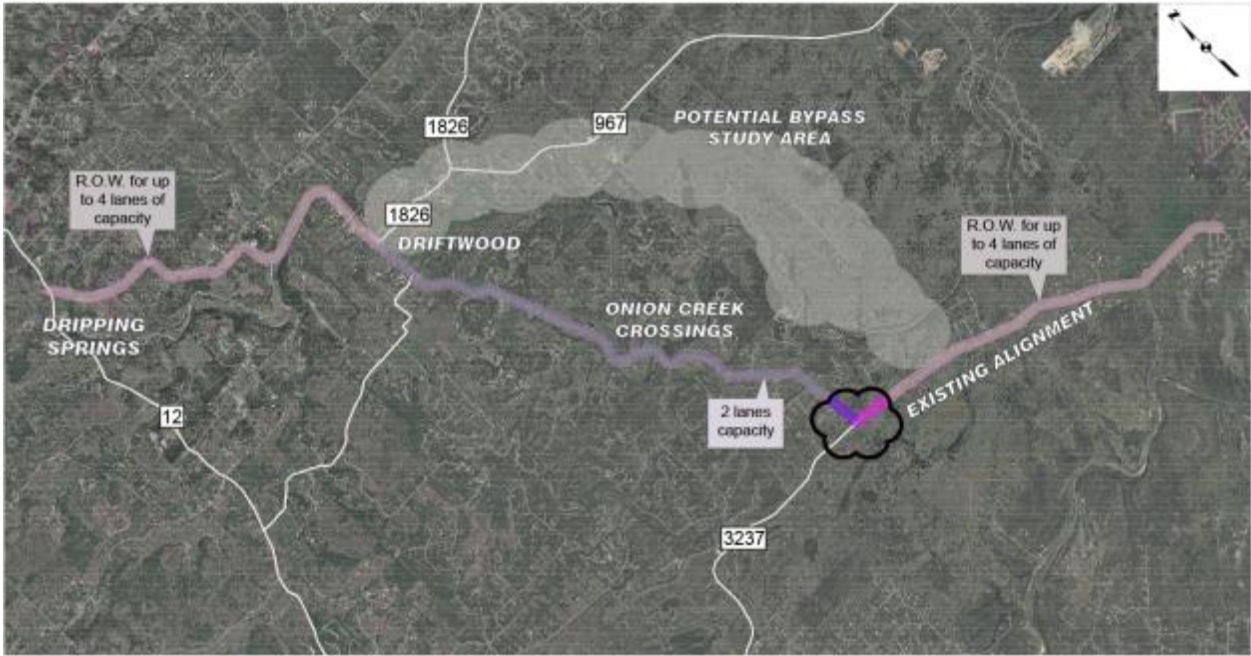 POTENTIAL BYPASS
STUDY AREA
967
1826
R.O.W. for up
to 4 lanes of
capacity
1826
DRIFTWOOD
R.O.W. for up
to 4 lanes of
capacity
ONION CREEK
CROSSINGS
DRIPPING
SPRINGS
EXISTING ALIGNMENT
2 lanes
capacity
12
3237